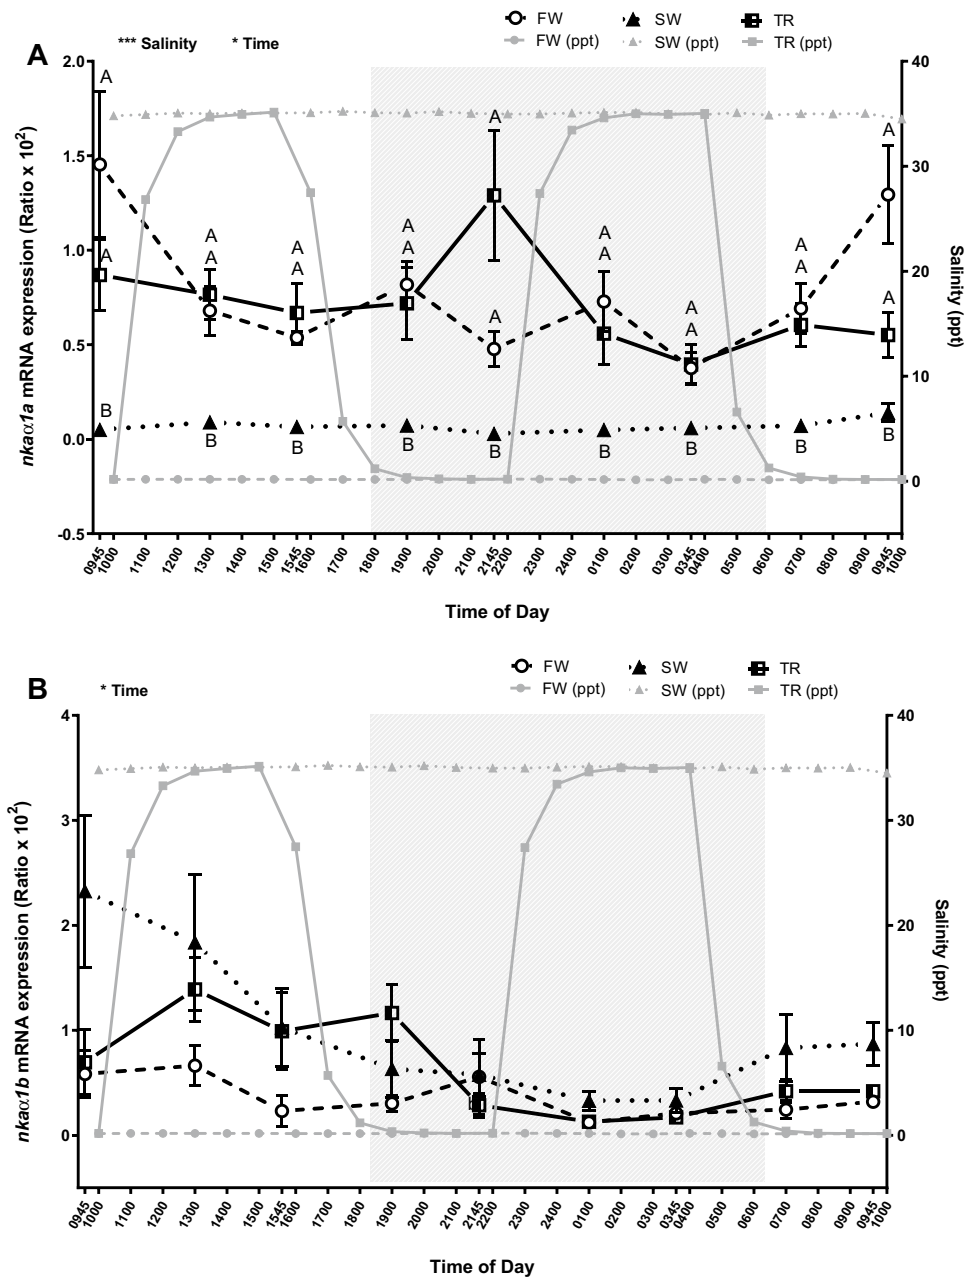 FW SW TR
FW (ppt) SW (ppt) TR (ppt)
*** Salinity * Time
A
2.0 40
A
A A
1.5
30
A A A A
A A A A A
1.0
20
A A
A A
0.5
10
B
B B B B B B B B
0.0
0
-0.5
nkaα1a mRNA expression (Ratio x 10²)
Salinity (ppt)
0945 1000 1100 1200 1300 1400 1545 1600 1700 1800 1900 2000 2100 2145 2200 2300 2400 0100 0200 0300 0345 0400 0500 0600 0700 0800 0900 0945 1000
Time of Day
FW SW TR
FW (ppt) SW (ppt) TR (ppt)
B
* Time
4 40
3 30
2 20
1 10
0 0
nkaα1b mRNA expression (Ratio x 10²)
Salinity (ppt)
0945 1000 1100 1200 1300 1400 1500 1545 1600 1700 1800 1900 2000 2100 2145 2200 2300 2400 0100 0200 0300 0345 0400 0500 0600 0700 0800 0900 0945 1000
Time of Day